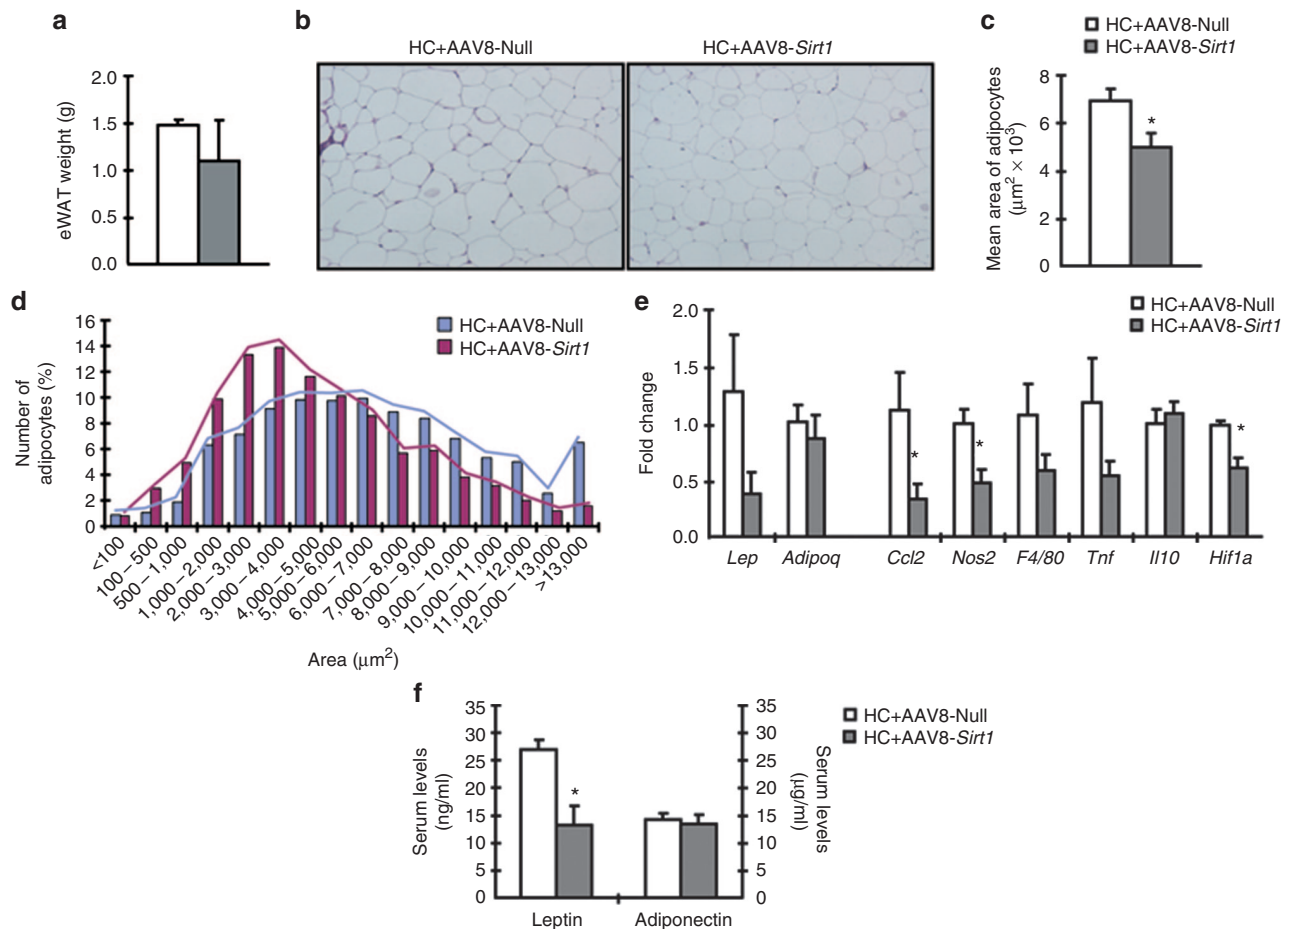 a
eWAT weight (g)
2.0
1.5
1.0
0.5
0.0
b
HC+AAV8-Null
HC+AAV8-Sirt1
c
HC+AAV8-Null
HC+AAV8-Sirt1
Mean area of adipocytes
(μm² × 10³)
8
6
4
2
0
*
d
Number of
adipocytes (%)
16
14
12
10
8
6
4
2
0
HC+AAV8-Null
HC+AAV8-Sirt1
<100
100–500
500–1,000
1,000–2,000
2,000–3,000
3,000–4,000
4,000–5,000
5,000–6,000
6,000–7,000
7,000–8,000
8,000–9,000
9,000–10,000
10,000–11,000
11,000–12,000
12,000–13,000
>13,000
Area (μm²)
e
HC+AAV8-Null
HC+AAV8-Sirt1
Fold change
2.0
1.5
1.0
0.5
0.0
*
*
*
Lep
Adipoq
Ccl2
Nos2
F4/80
Tnf
Il10
Hif1a
f
Serum levels
(ng/ml)
35
30
25
20
15
10
5
0
*
Leptin
Adiponectin
35
30
25
20
15
10
5
0
Serum levels
(μg/ml)
HC+AAV8-Null
HC+AAV8-Sirt1